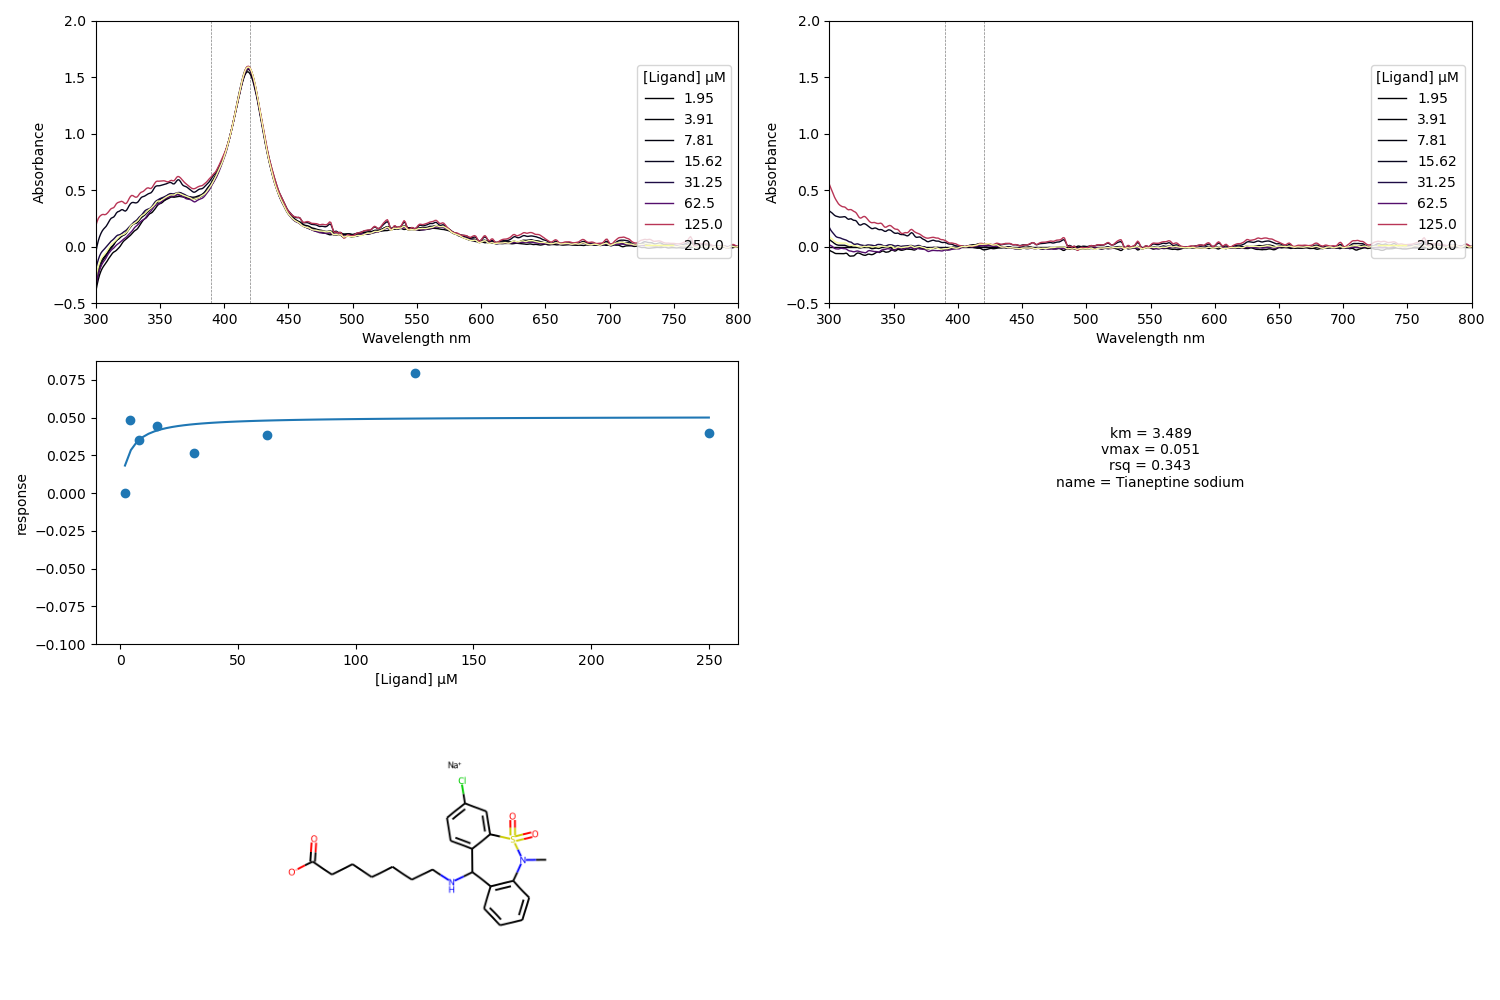 2.0
1.5
1.0
0.5
0.0
−0.5
Absorbance
300 350 400 450 500 550 600 650 700 750 800
Wavelength nm
[Ligand] µM
1.95
3.91
7.81
15.62
31.25
62.5
125.0
250.0
2.0
1.5
1.0
0.5
0.0
−0.5
Absorbance
300 350 400 450 500 550 600 650 700 750 800
Wavelength nm
[Ligand] µM
1.95
3.91
7.81
15.62
31.25
62.5
125.0
250.0
0.075
0.050
0.025
0.000
−0.025
−0.050
−0.075
−0.100
response
0 50 100 150 200 250
[Ligand] µM
km = 3.489
vmax = 0.051
rsq = 0.343
name = Tianeptine sodium
Na+
Cl
O
O
S
O
N
O
N
H